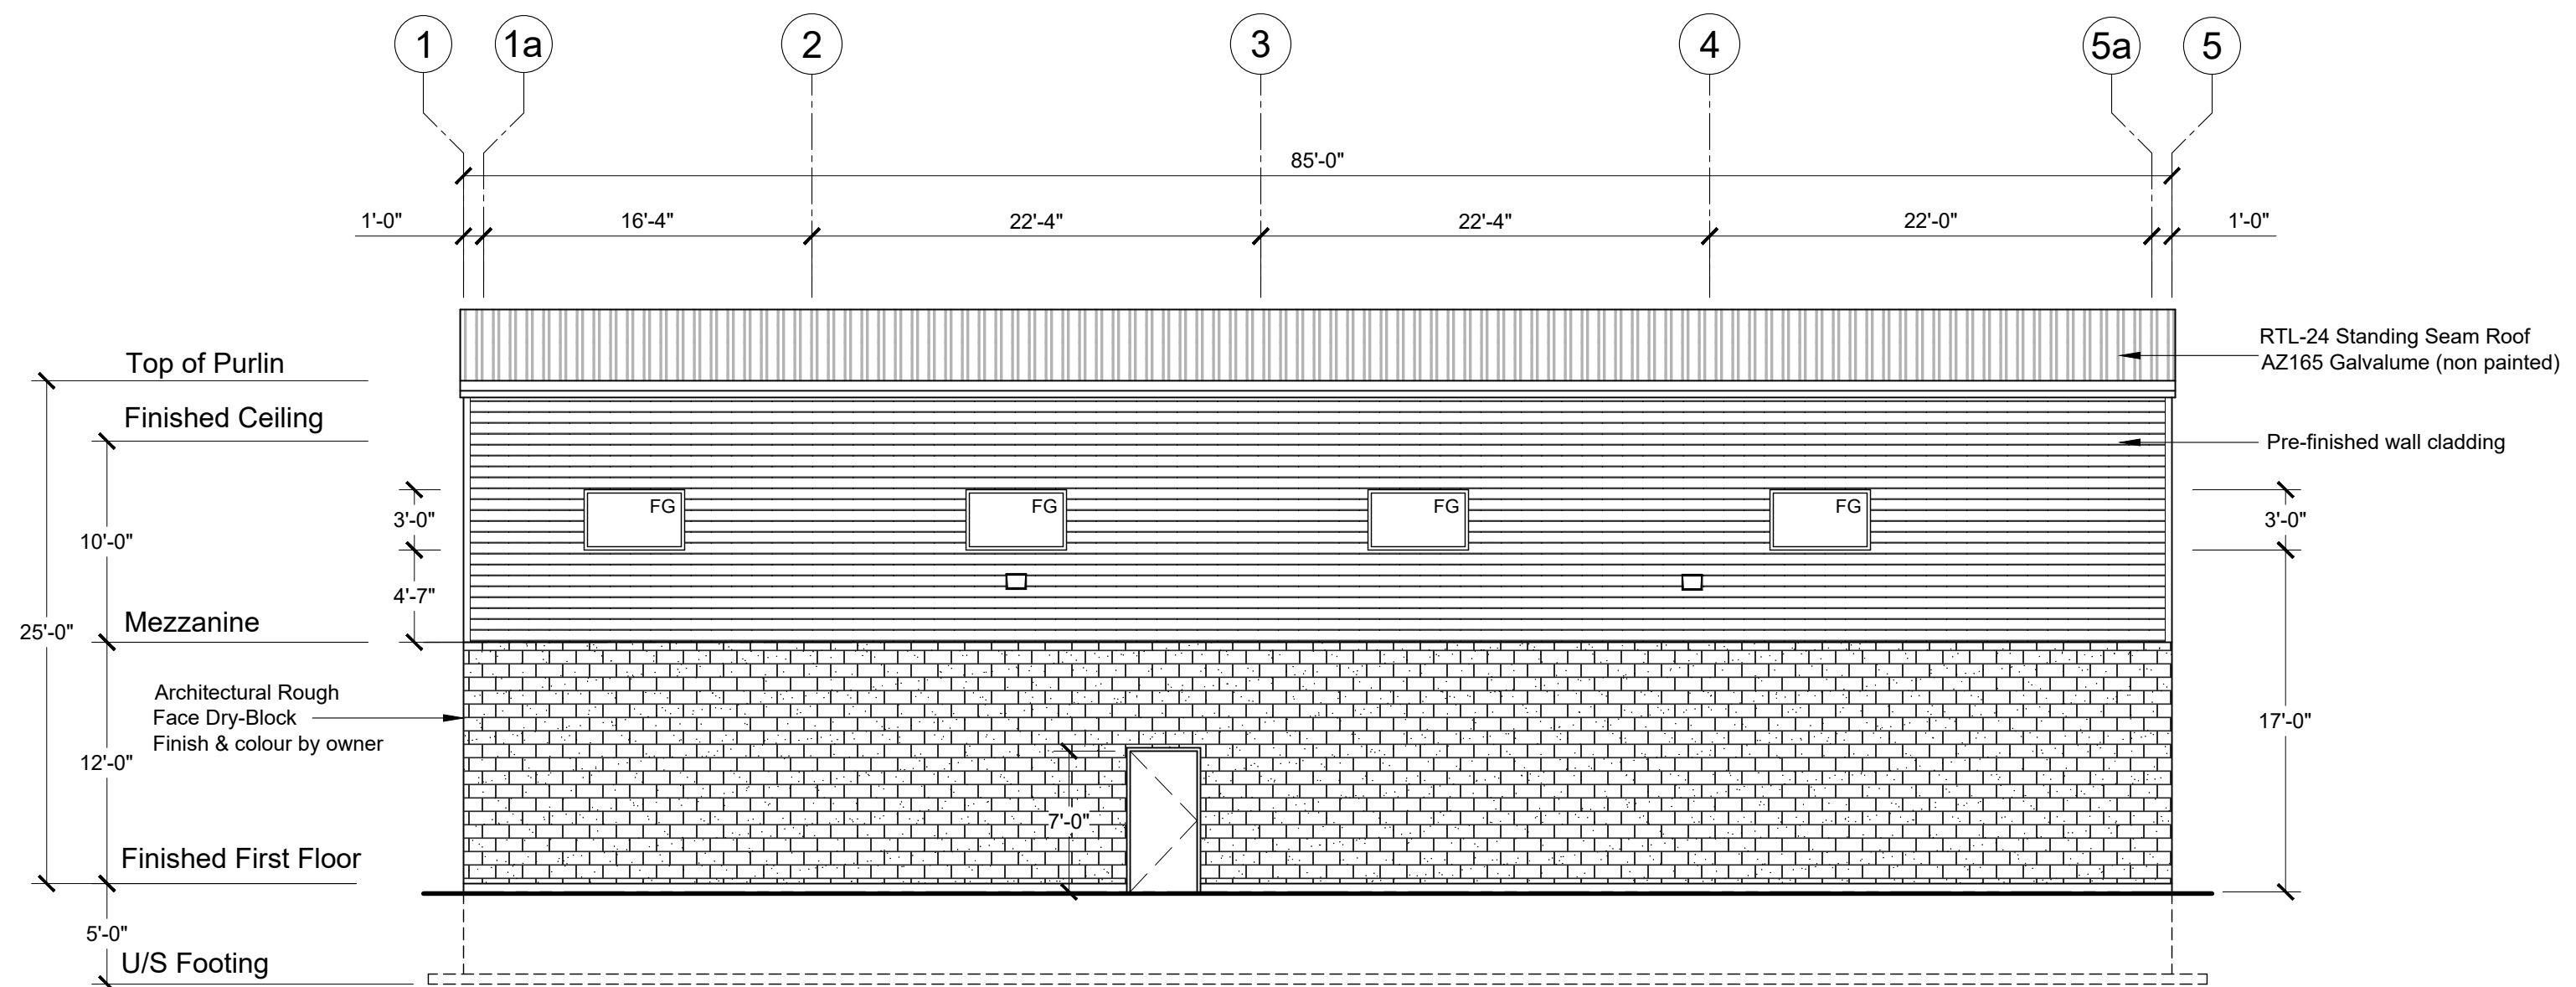 1
1a
2
3
4
5a
5
85'-0"
1'-0"
16'-4"
22'-4"
22'-4"
22'-0"
1'-0"
RTL-24 Standing Seam Roof
AZ165 Galvalume (non painted)
Top of Purlin
Finished Ceiling
Pre-finished wall cladding
FG
FG
FG
FG
3'-0"
3'-0"
10'-0"
4'-7"
Mezzanine
25'-0"
Architectural Rough
Face Dry-Block
Finish & colour by owner
17'-0"
12'-0"
7'-0"
Finished First Floor
5'-0"
U/S Footing